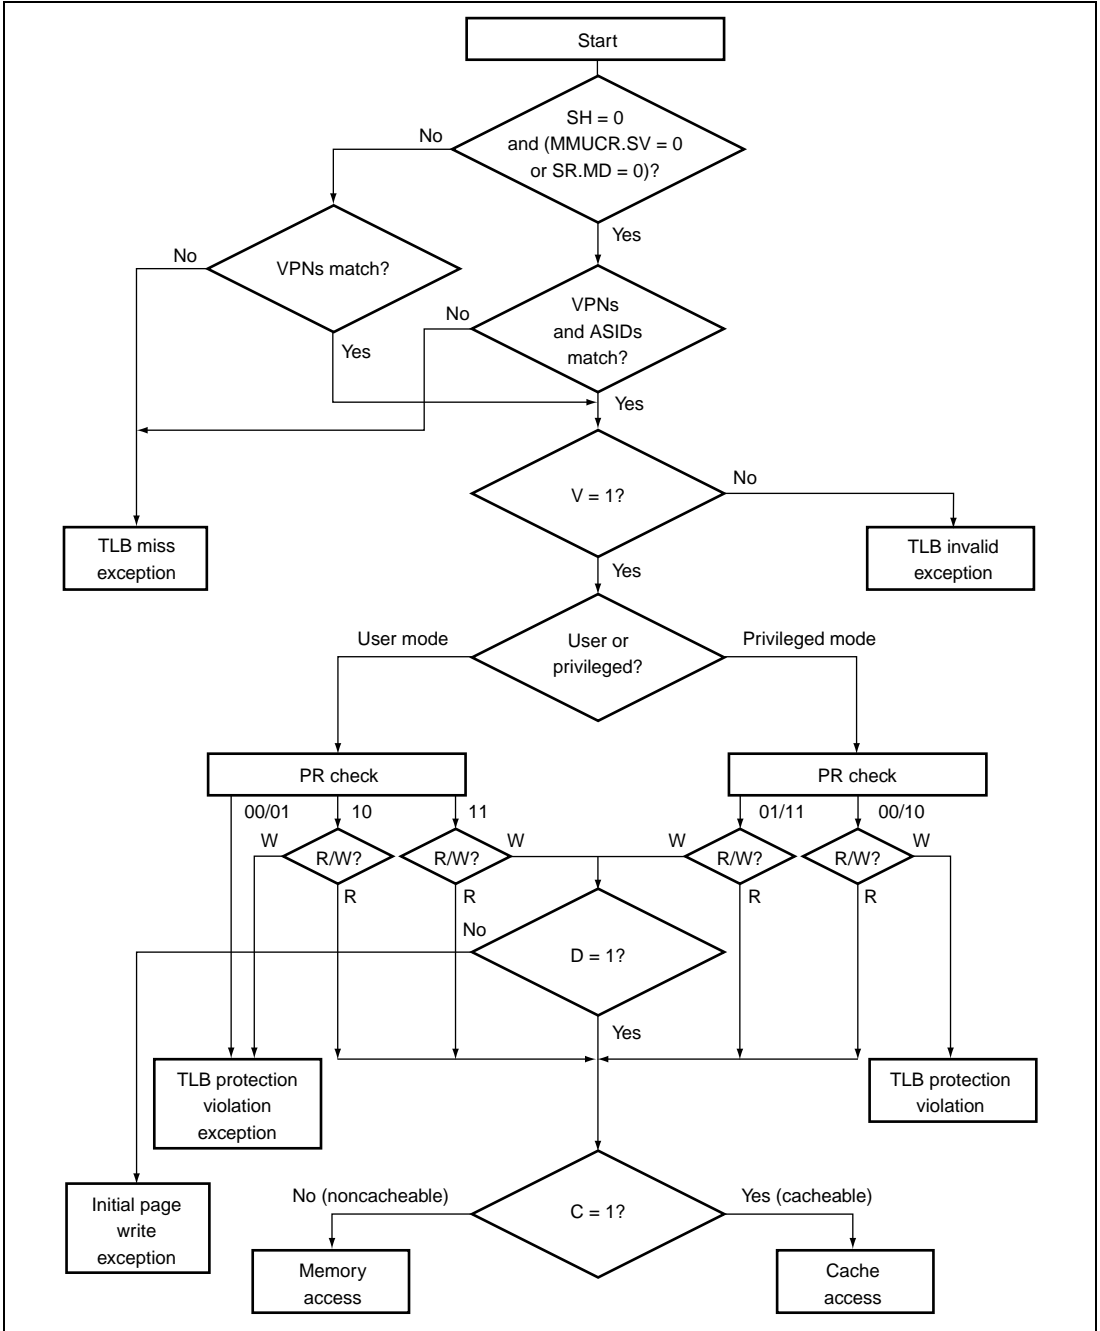 Start
SH = 0
and (MMUCR.SV = 0
or SR.MD = 0)?
No
Yes
VPNs match?
No
Yes
VPNs
and ASIDs
match?
No
Yes
V = 1?
No
Yes
TLB miss
exception
TLB invalid
exception
User or
privileged?
User mode
Privileged mode
PR check
PR check
00/01
10
11
01/11
00/10
W
R/W?
R/W?
W
W
R/W?
R/W?
W
R
R
R
R
No
D = 1?
Yes
TLB protection
violation
exception
TLB protection
violation
Initial page
write
exception
No (noncacheable)
C = 1?
Yes (cacheable)
Memory
access
Cache
access